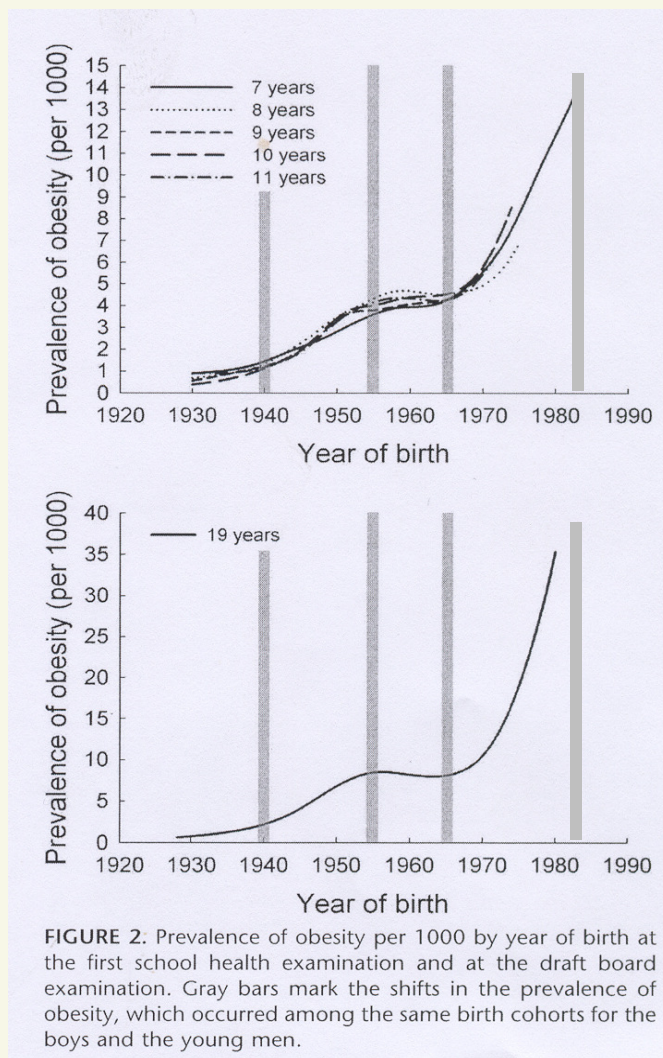 Prevalence of obesity (per 1000)
15
14
13
12
11
10
9
8
7
6
5
4
3
2
1
0
7 years
8 years
9 years
10 years
11 years
1920 1930 1940 1950 1960 1970 1980 1990
Year of birth
Prevalence of obesity (per 1000)
40
35
30
25
20
15
10
5
0
19 years
1920 1930 1940 1950 1960 1970 1980 1990
Year of birth
FIGURE 2. Prevalence of obesity per 1000 by year of birth at
the first school health examination and at the draft board
examination. Gray bars mark the shifts in the prevalence of
obesity, which occurred among the same birth cohorts for the
boys and the young men.